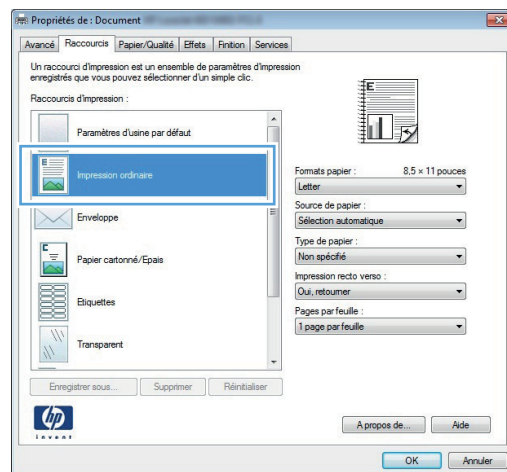 Propriétés de : Document
Avancé Raccourcis Papier/Qualité Effets Finition Services
Un raccourci d'impression est un ensemble de paramètres d'impression
enregistrés que vous pouvez sélectionner d'un simple clic.
Raccourcis d'impression :
Paramètres d'usine par défaut
Impression ordinaire
Enveloppe
Papier cartonné/Epais
Etiquettes
Transparent
Enregistrer sous... Supprimer Réinitialiser
E
Formats papier : 8,5 × 11 pouces
Letter
Source de papier :
Sélection automatique
Type de papier :
Non spécifié
Impression recto verso :
Oui, retourner
Pages par feuille :
1 page par feuille
hp
invent
A propos de... Aide
OK Annuler